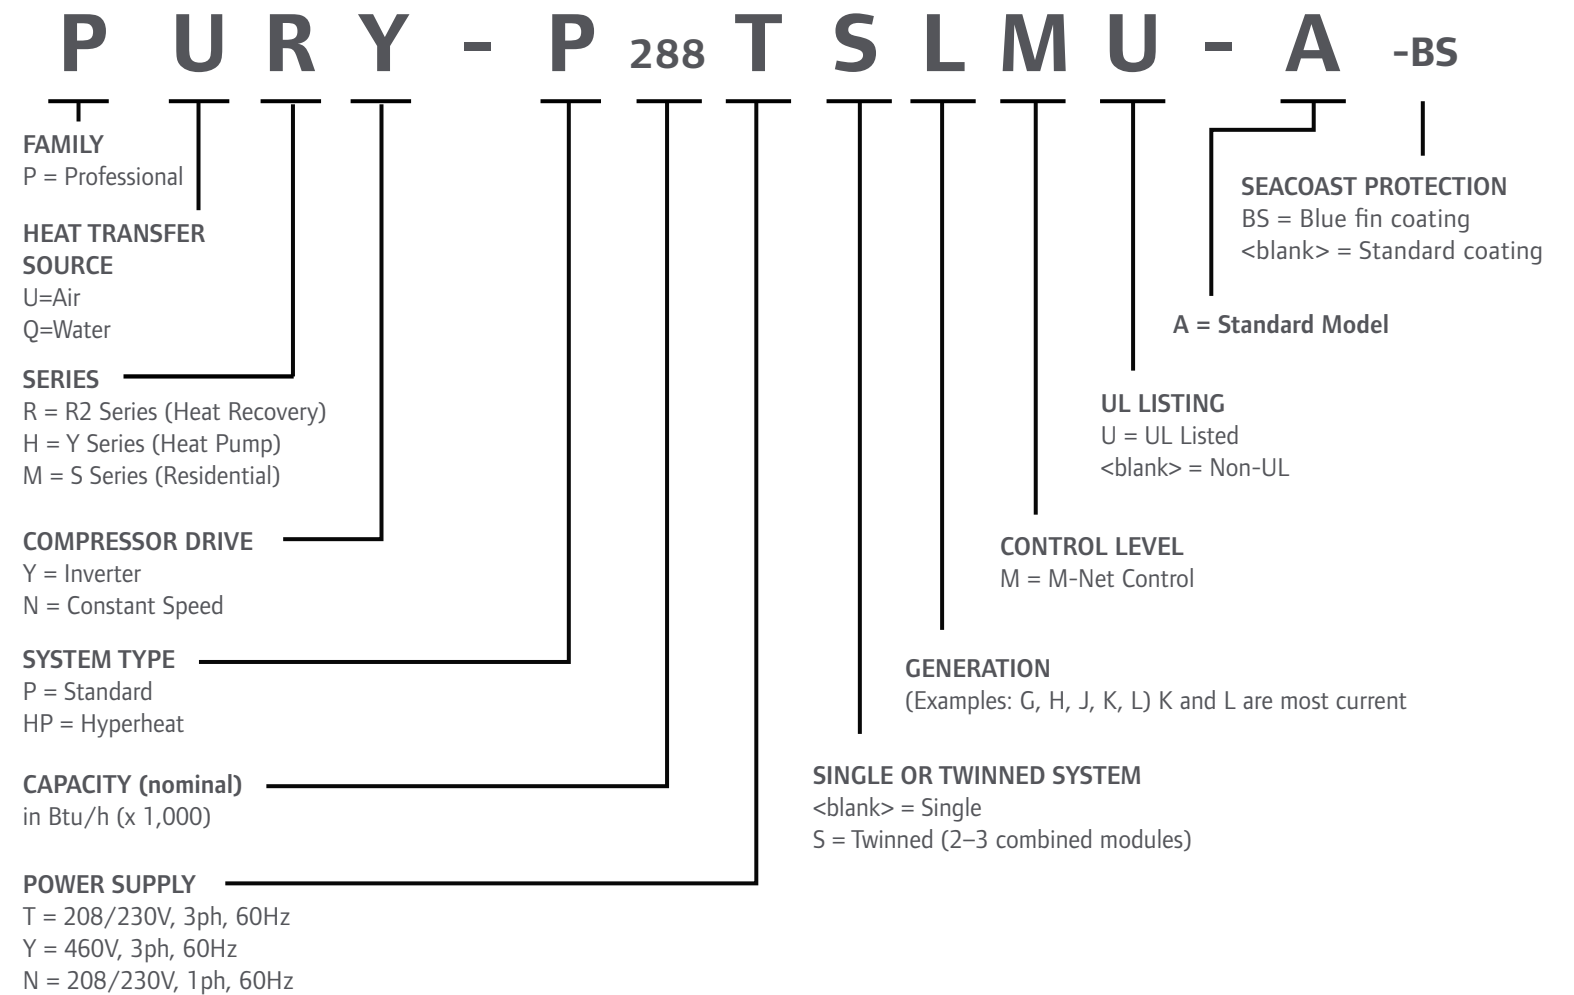 P U R Y - P 288 T S L M U - A -BS
FAMILY
P = Professional
HEAT TRANSFER
SOURCE
U=Air
Q=Water
SERIES
R = R2 Series (Heat Recovery)
H = Y Series (Heat Pump)
M = S Series (Residential)
COMPRESSOR DRIVE
Y = Inverter
N = Constant Speed
SYSTEM TYPE
P = Standard
HP = Hyperheat
CAPACITY (nominal)
in Btu/h (x 1,000)
POWER SUPPLY
T = 208/230V, 3ph, 60Hz
Y = 460V, 3ph, 60Hz
N = 208/230V, 1ph, 60Hz
SEACOAST PROTECTION
BS = Blue fin coating
<blank> = Standard coating
A = Standard Model
UL LISTING
U = UL Listed
<blank> = Non-UL
CONTROL LEVEL
M = M-Net Control
GENERATION
(Examples: G, H, J, K, L) K and L are most current
SINGLE OR TWINNED SYSTEM
<blank> = Single
S = Twinned (2–3 combined modules)